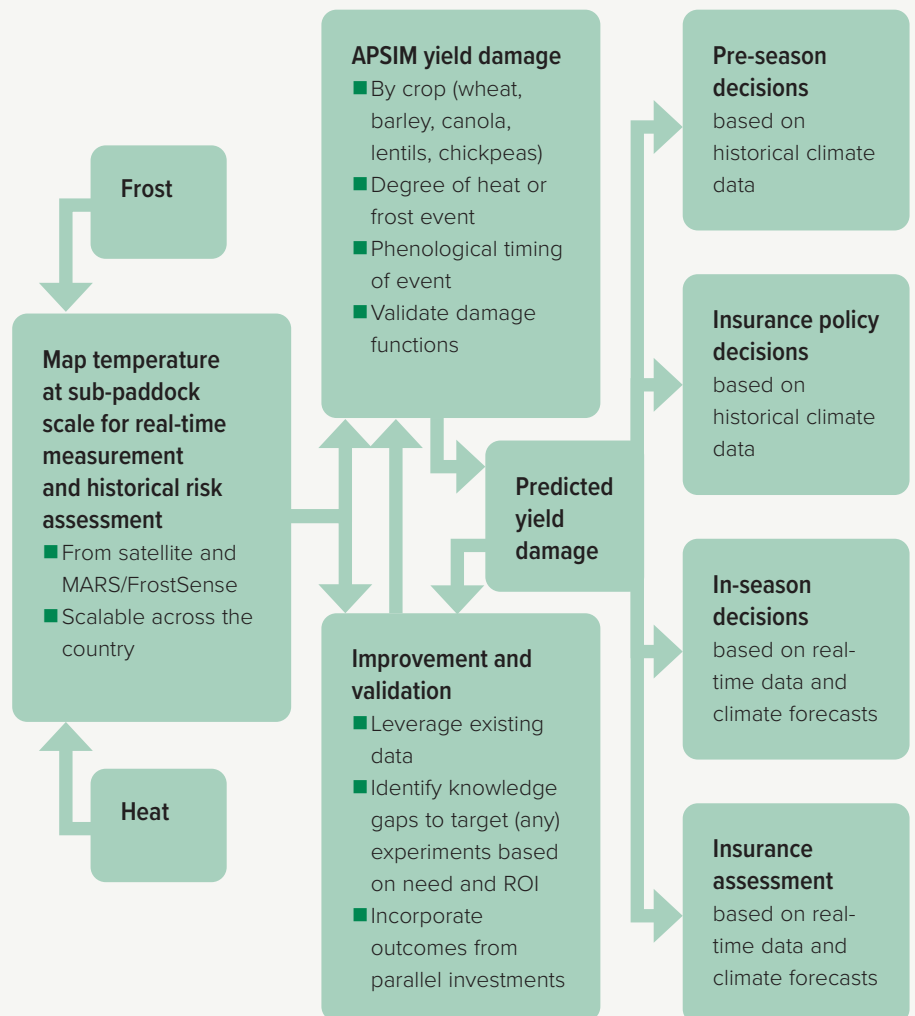 Frost
Map temperature
at sub-paddock
scale for real-time
measurement
and historical risk
assessment
■ From satellite and
MARS/FrostSense
■ Scalable across the
country
Heat
APSIM yield damage
■ By crop (wheat,
barley, canola,
lentils, chickpeas)
■ Degree of heat or
frost event
■ Phenological timing
of event
■ Validate damage
functions
Improvement and
validation
■ Leverage existing
data
■ Identify knowledge
gaps to target (any)
experiments based
on need and ROI
■ Incorporate
outcomes from
parallel investments
Predicted
yield
damage
Pre-season
decisions
based on
historical climate
data
Insurance policy
decisions
based on
historical climate
data
In-season
decisions
based on real-
time data and
climate forecasts
Insurance
assessment
based on real-
time data and
climate forecasts